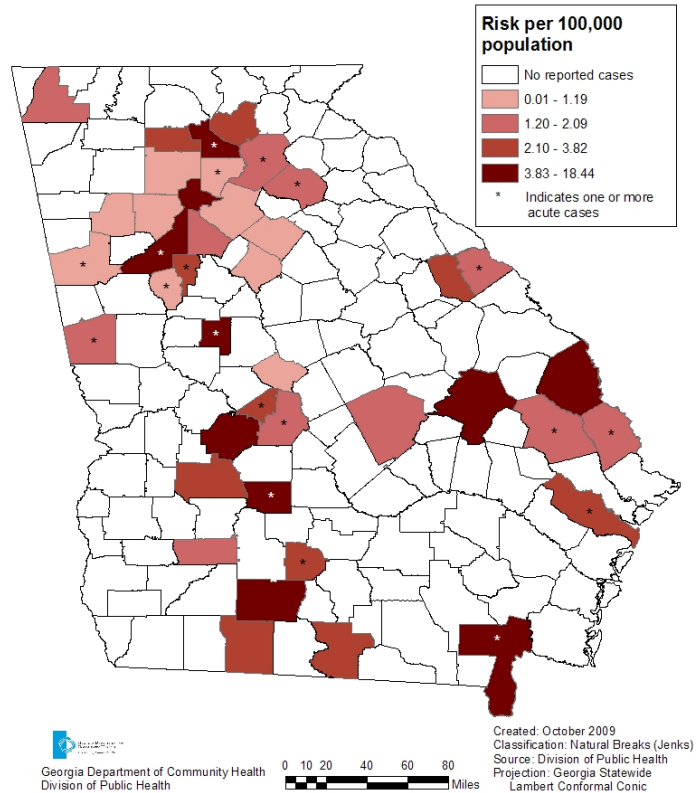 Risk per 100,000
population
No reported cases
0.01 - 1.19
1.20 - 2.09
2.10 - 3.82
3.83 - 18.44
* Indicates one or more
acute cases
Georgia Department of Community Health
Division of Public Health
0 10 20 40 60 80
Miles
Created: October 2009
Classification: Natural Breaks (Jenks)
Source: Division of Public Health
Projection: Georgia Statewide
Lambert Conformal Conic